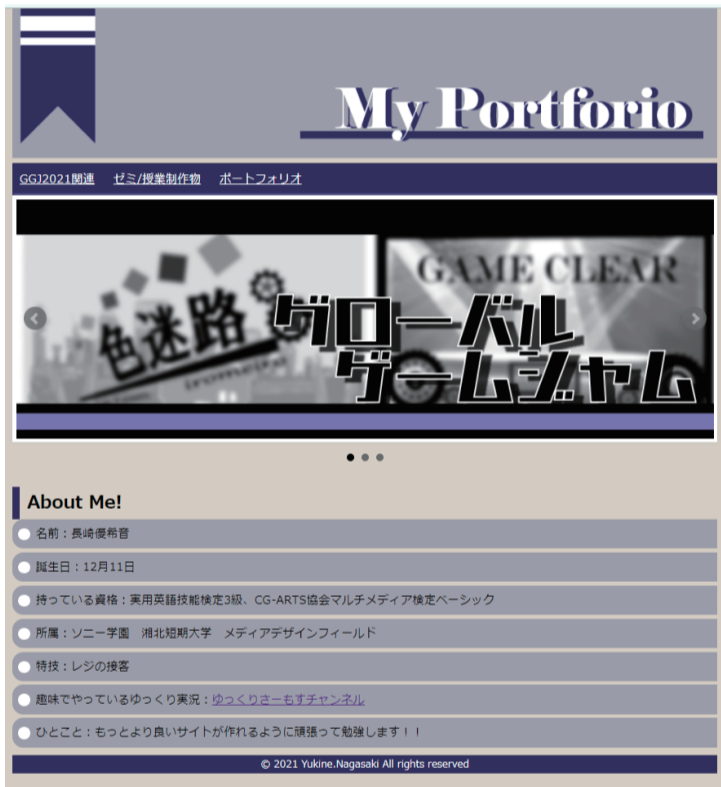 My Portforio
GGJ2021関連 ゼミ/授業制作物 ポートフォリオ
GAME CLEAR
色迷路
グローバル
ゲームジャム
About Me!
名前：長崎優希音
誕生日：12月11日
持っている資格：実用英語技能検定3級、CG-ARTS協会マルチメディア検定ベーシック
所属：ソニー学園　湘北短期大学　メディアデザインフィールド
特技：レジの接客
趣味でやっているゆっくり実況：ゆっくりさーもすチャンネル
ひとこと：もっとより良いサイトが作れるように頑張って勉強します！！
© 2021 Yukine.Nagasaki All rights reserved